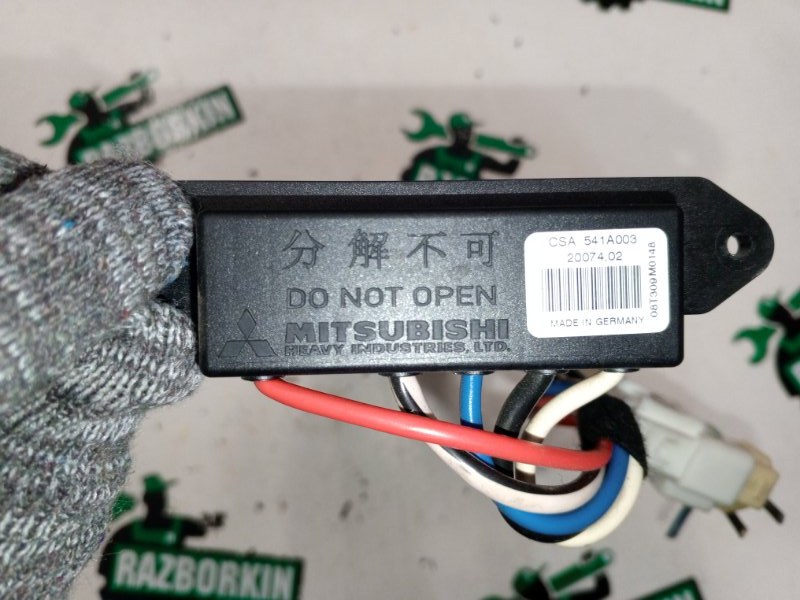 RAZBORKIN
分解不可
DO NOT OPEN
MITSUBISHI
HEAVY INDUSTRIES, LTD.
CSA 541A003
20074.02
MADE IN GERMANY
08T309M0148
RAZBORKIN